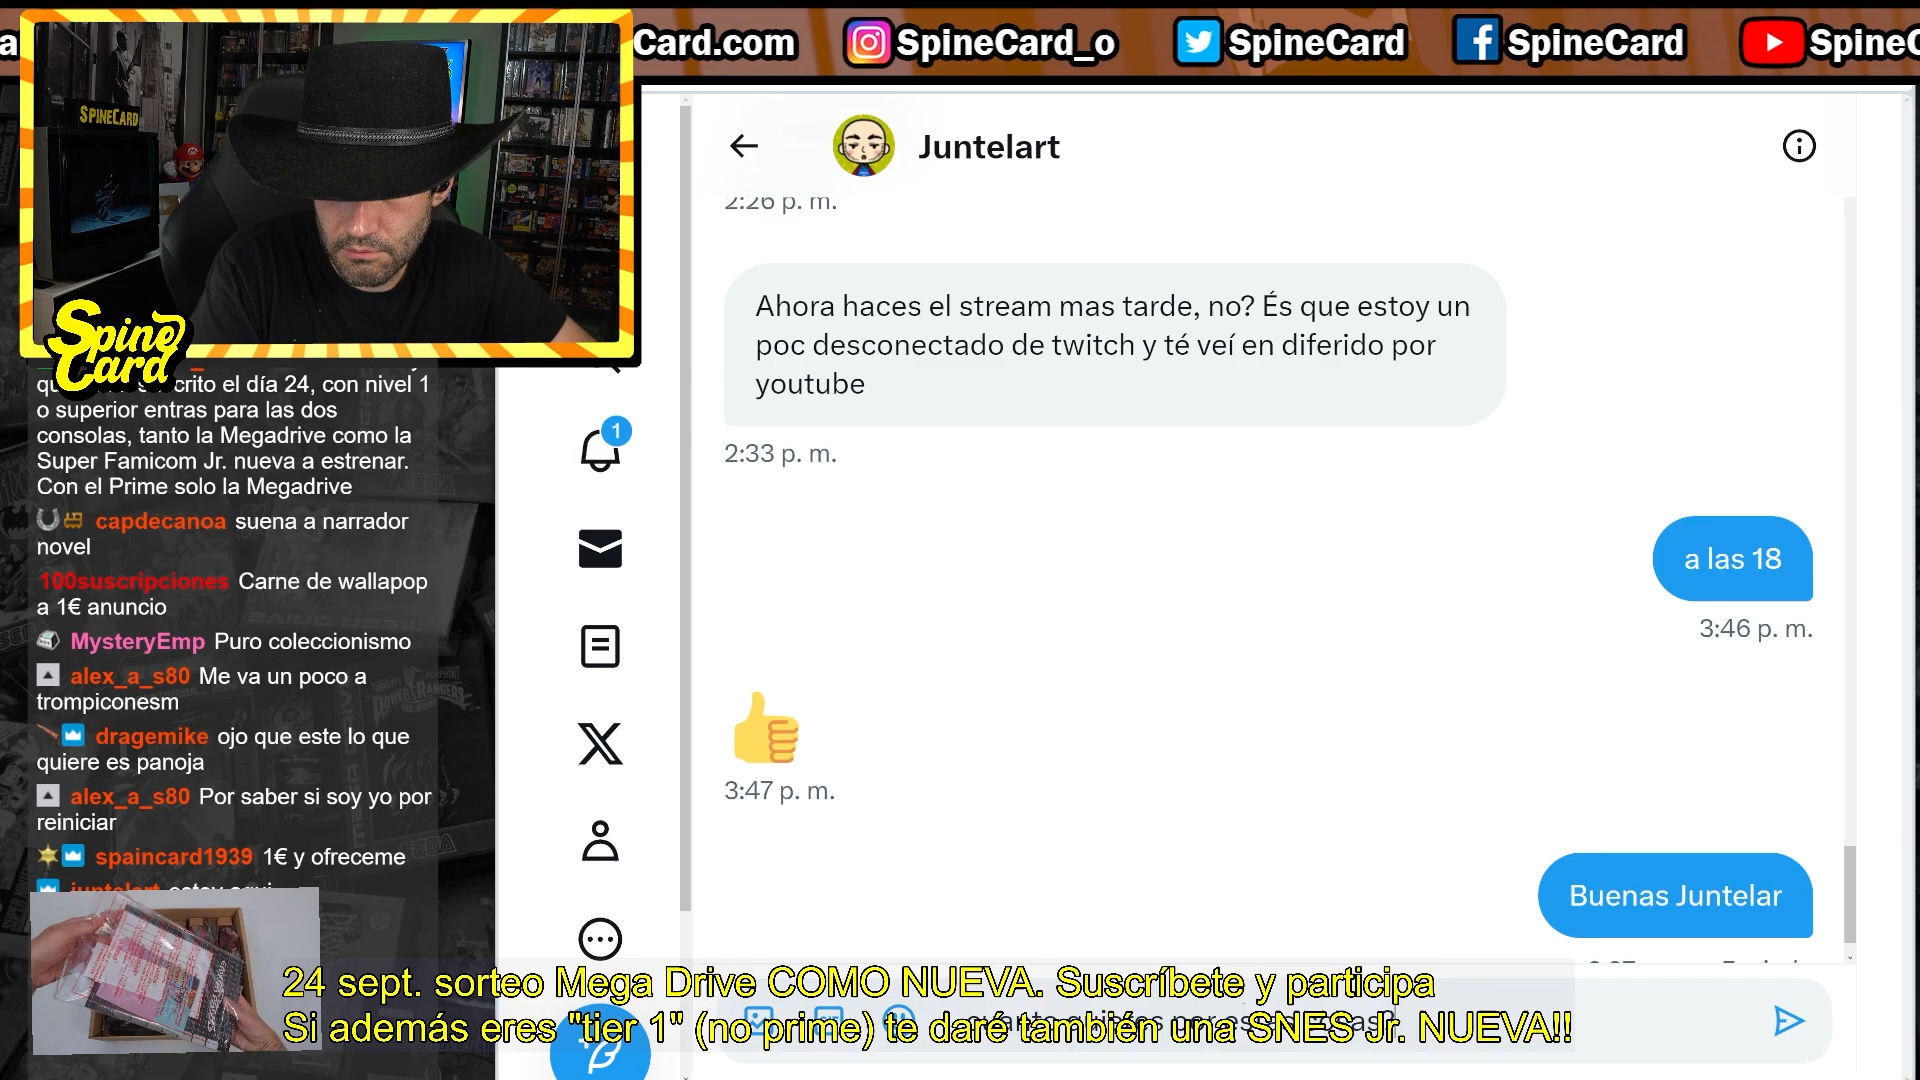 Card.com
SpineCard_o
SpineCard
SpineCard
SpineC
SPINECARD
Spine
Card
Juntelart
2:26 p. m.
Ahora haces el stream mas tarde, no? És que estoy un
poc desconectado de twitch y té veí en diferido por
youtube
2:33 p. m.
a las 18
3:46 p. m.
3:47 p. m.
Buenas Juntelar
1
crito el día 24, con nivel 1
o superior entras para las dos
consolas, tanto la Megadrive como la
Super Famicom Jr. nueva a estrenar.
Con el Prime solo la Megadrive
capdecanoa suena a narrador
novel
100suscripciones Carne de wallapop
a 1€ anuncio
MysteryEmp Puro coleccionismo
alex_a_s80 Me va un poco a
trompiconesm
dragemike ojo que este lo que
quiere es panoja
alex_a_s80 Por saber si soy yo por
reiniciar
spaincard1939 1€ y ofreceme
juntelart estoy aqui
24 sept. sorteo Mega Drive COMO NUEVA. Suscríbete y participa
Si además eres "tier 1" (no prime) te daré también una SNES Jr. NUEVA!!